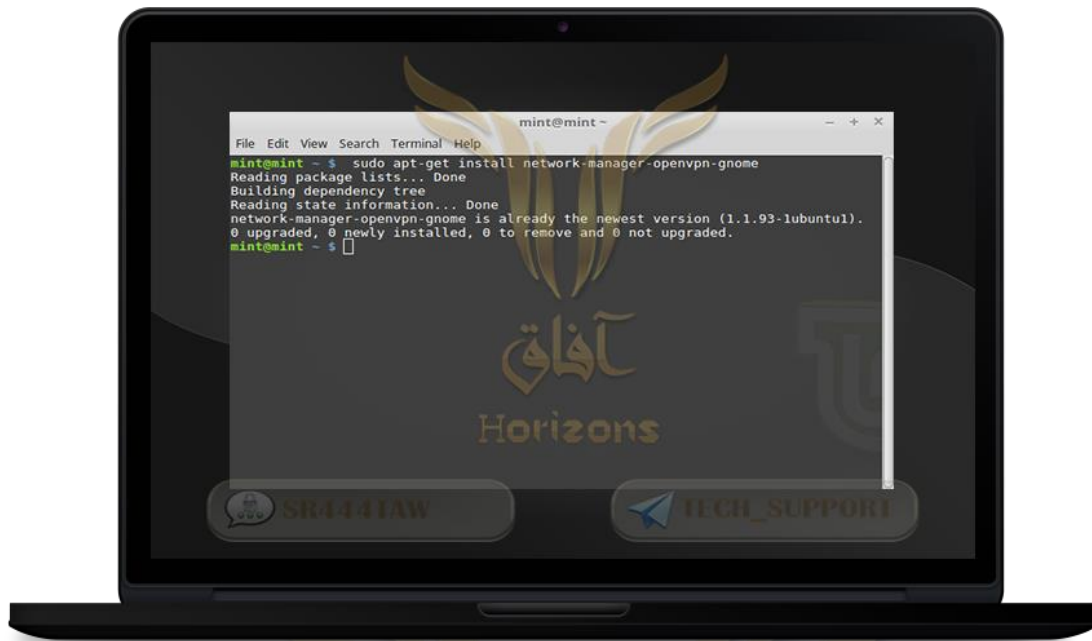 mint@mint ~
File Edit View Search Terminal Help
mint@mint ~ $ sudo apt-get install network-manager-openvpn-gnome
Reading package lists... Done
Building dependency tree
Reading state information... Done
network-manager-openvpn-gnome is already the newest version (1.1.93-1ubuntu1).
0 upgraded, 0 newly installed, 0 to remove and 0 not upgraded.
mint@mint ~ $
آفاق
Horizons
SR4441AW
TECH_SUPPORT